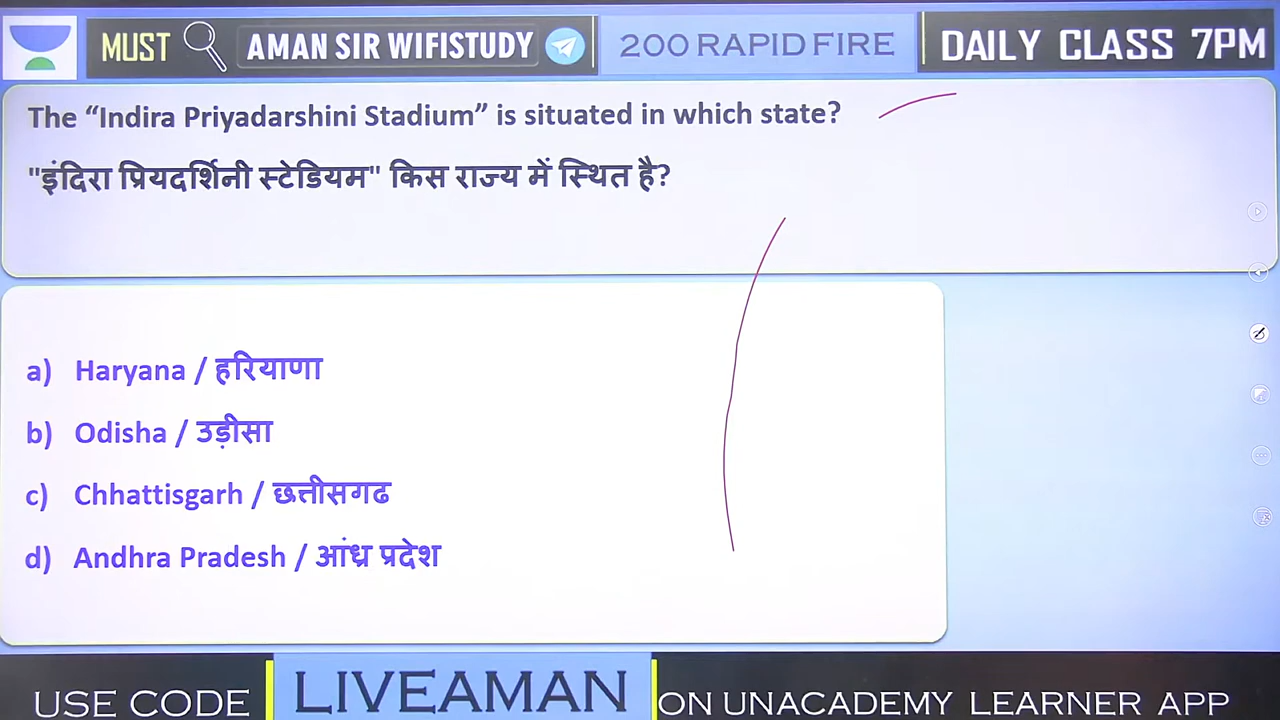 MUST AMAN SIR WIFISTUDY 200 RAPID FIRE DAILY CLASS 7PM
The “Indira Priyadarshini Stadium” is situated in which state?
"इंदिरा प्रियदर्शिनी स्टेडियम" किस राज्य में स्थित है?
a) Haryana / हरियाणा
b) Odisha / उड़ीसा
c) Chhattisgarh / छत्तीसगढ
d) Andhra Pradesh / आंध्र प्रदेश
USE CODE LIVEAMAN ON UNACADEMY LEARNER APP